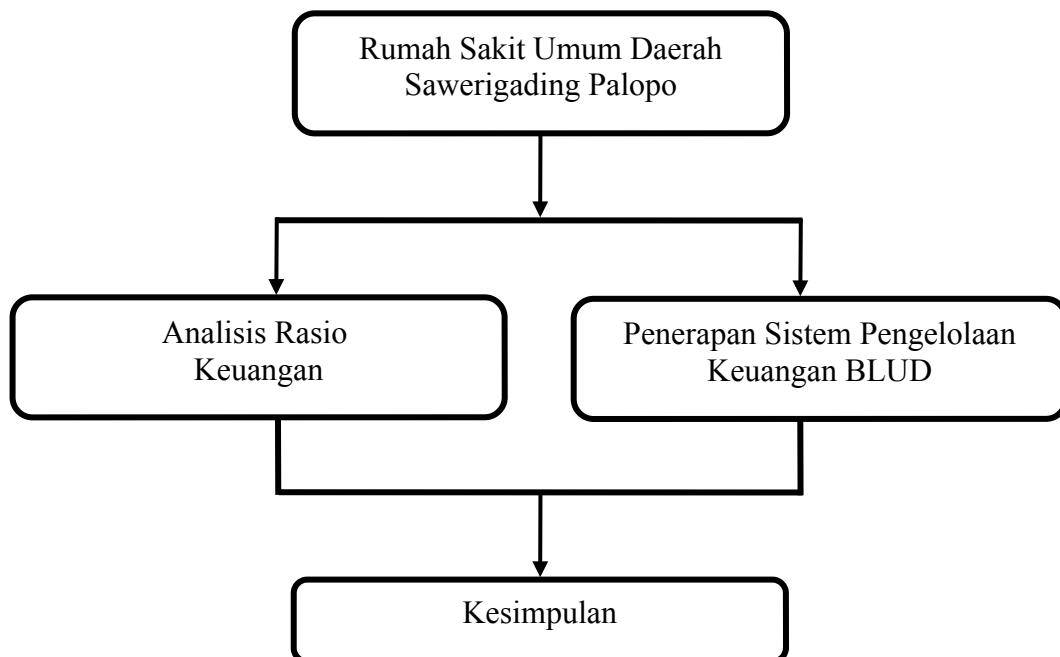 Rumah Sakit Umum Daerah
Sawerigading Palopo
Analisis Rasio
Keuangan
Penerapan Sistem Pengelolaan
Keuangan BLUD
Kesimpulan